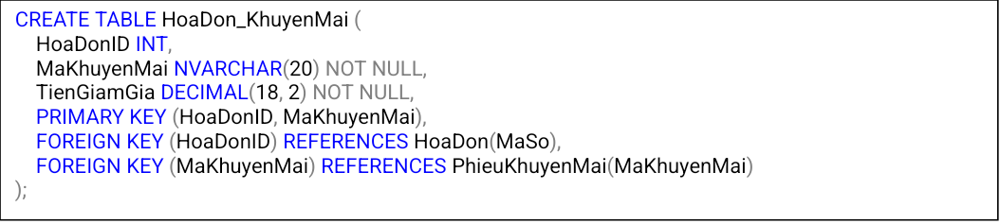 CREATE TABLE HoaDon_KhuyenMai (
HoaDonID INT,
MaKhuyenMai NVARCHAR(20) NOT NULL,
TienGiamGia DECIMAL(18, 2) NOT NULL,
PRIMARY KEY (HoaDonID, MaKhuyenMai),
FOREIGN KEY (HoaDonID) REFERENCES HoaDon(MaSo),
FOREIGN KEY (MaKhuyenMai) REFERENCES PhieuKhuyenMai(MaKhuyenMai)
);